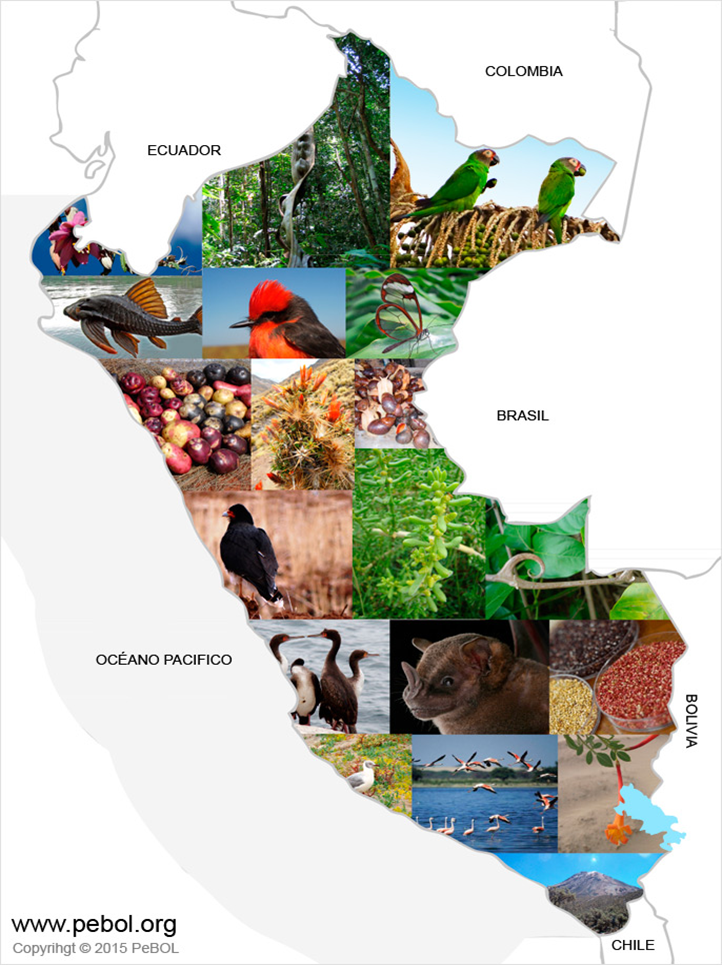 COLOMBIA
ECUADOR
BRASIL
OCÉANO PACIFICO
BOLIVIA
www.pebol.org
Copyrihgt © 2015 PeBOL
CHILE